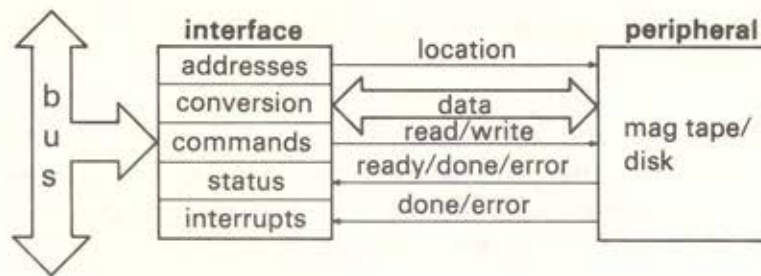 interface
peripheral
bus
addresses
conversion
commands
status
interrupts
location
data
read/write
ready/done/error
done/error
mag tape/
disk